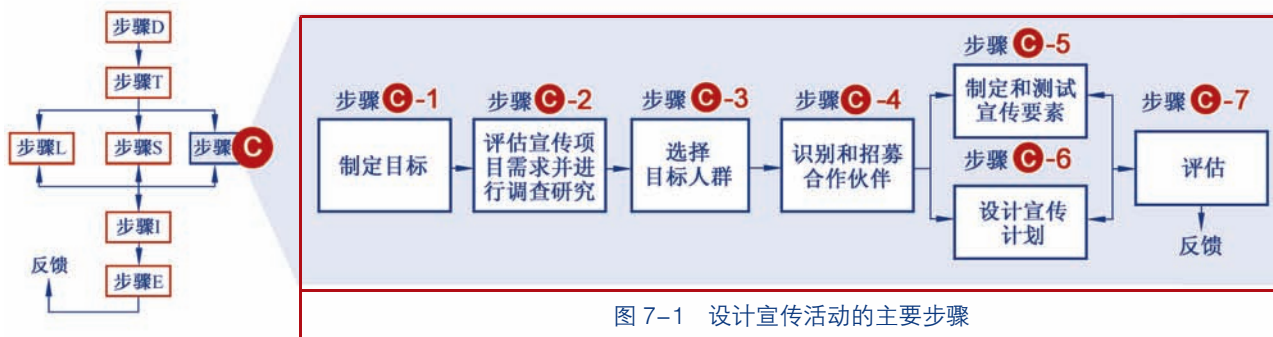 步骤D
步骤T
步骤L
步骤S
步骤C
步骤I
反馈
步骤E
步骤C-1
制定目标
步骤C-2
评估宣传项
目需求并进
行调查研究
步骤C-3
选择
目标人群
步骤C-4
识别和招募
合作伙伴
步骤C-5
制定和测试
宣传要素
步骤C-6
设计宣传
计划
步骤C-7
评估
反馈
图 7-1 设计宣传活动的主要步骤